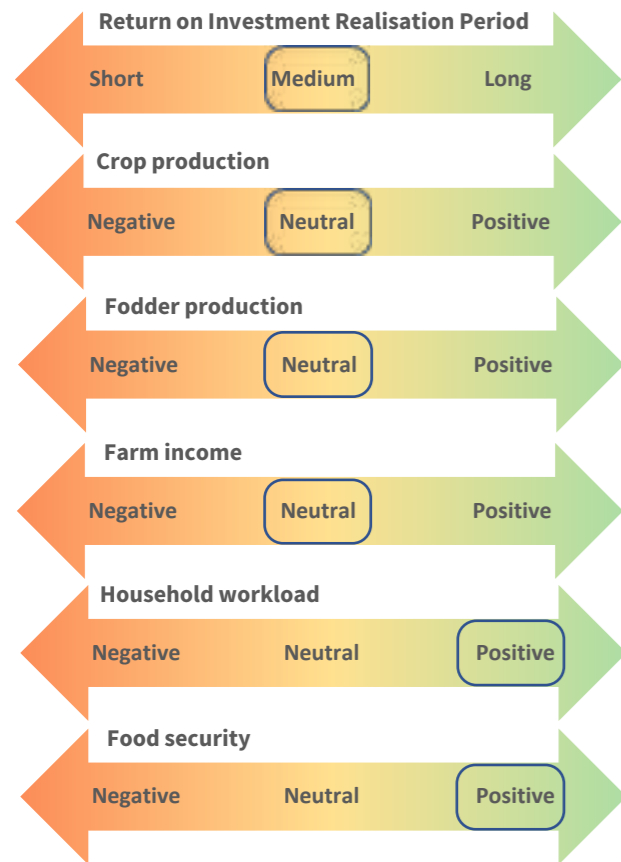 Return on Investment Realisation Period
Short Medium Long
Crop production
Negative Neutral Positive
Fodder production
Negative Neutral Positive
Farm income
Negative Neutral Positive
Household workload
Negative Neutral Positive
Food security
Negative Neutral Positive